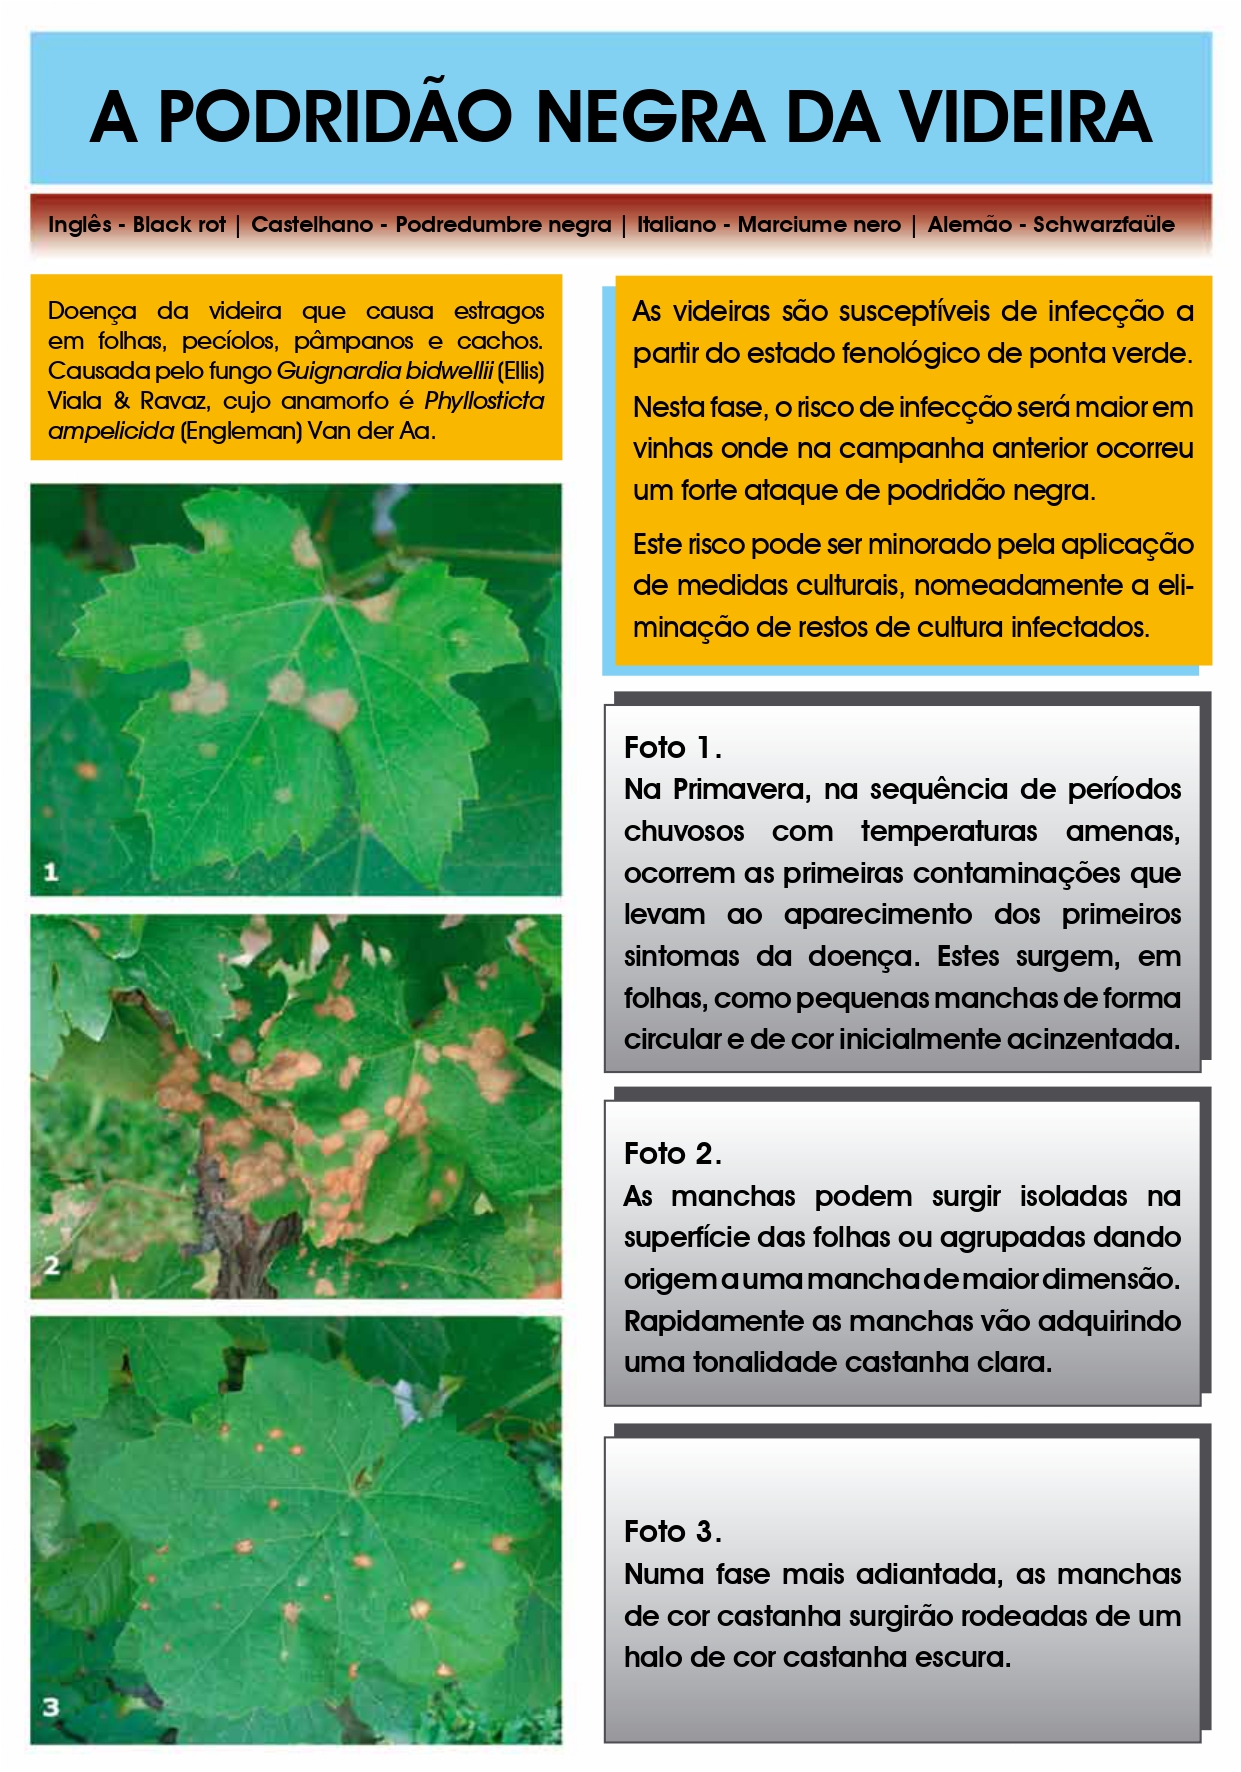 A PODRIDÃO NEGRA DA VIDEIRA
Inglês - Black rot | Castelhano - Podredumbre negra | Italiano - Marciume nero | Alemão - Schwarzfaüle
Doença da videira que causa estragos
em folhas, pecíolos, pâmpanos e cachos.
Causada pelo fungo Guignardia bidwellii (Ellis)
Viala & Ravaz, cujo anamorfo é Phyllosticta
ampelicida (Engleman) Van der Aa.
1
2
3
As videiras são susceptíveis de infecção a
partir do estado fenológico de ponta verde.
Nesta fase, o risco de infecção será maior em
vinhas onde na campanha anterior ocorreu
um forte ataque de podridão negra.
Este risco pode ser minorado pela aplicação
de medidas culturais, nomeadamente a eli-
minação de restos de cultura infectados.
Foto 1.
Na Primavera, na sequência de períodos
chuvosos com temperaturas amenas,
ocorrem as primeiras contaminações que
levam ao aparecimento dos primeiros
sintomas da doença. Estes surgem, em
folhas, como pequenas manchas de forma
circular e de cor inicialmente acinzentada.
Foto 2.
As manchas podem surgir isoladas na
superfície das folhas ou agrupadas dando
origem a uma mancha de maior dimensão.
Rapidamente as manchas vão adquirindo
uma tonalidade castanha clara.
Foto 3.
Numa fase mais adiantada, as manchas
de cor castanha surgirão rodeadas de um
halo de cor castanha escura.